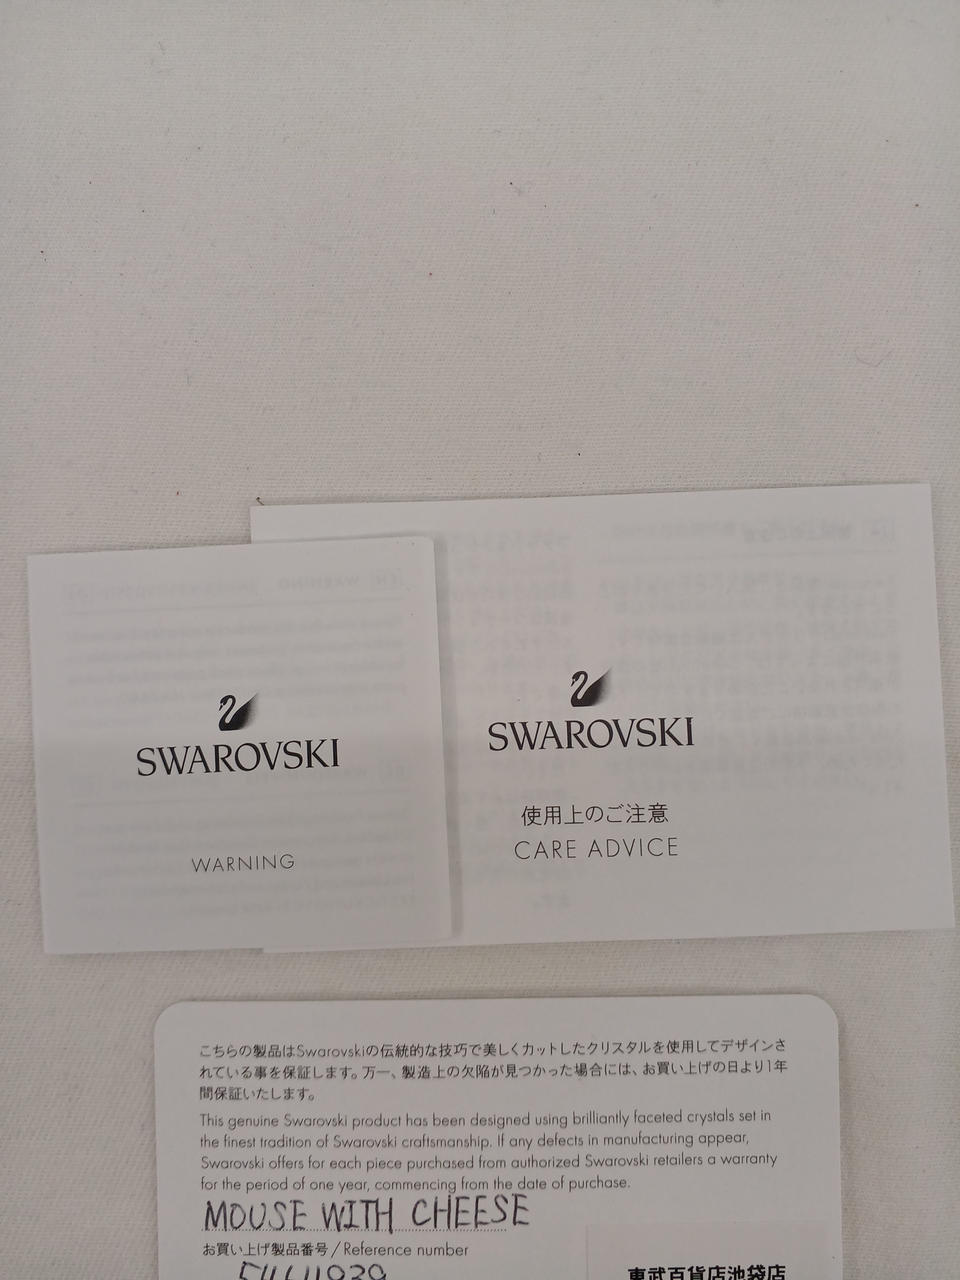 SWAROVSKI
WARNING
SWAROVSKI
使用上のご注意
CARE ADVICE
こちらの製品はSwarovskiの伝統的な技巧で美しくカットしたクリスタルを使用してデザインさ
れている事を保証します。万一、製造上の欠陥が見つかった場合には、お買い上げの日より1年
間保証いたします。
This genuine Swarovski product has been designed using brilliantly faceted crystals set in
the finest tradition of Swarovski craftsmanship. If any defects in manufacturing appear,
Swarovski offers for each piece purchased from authorized Swarovski retailers a warranty
for the period of one year, commencing from the date of purchase.
MOUSE WITH CHEESE
お買い上げ製品番号/Reference number
東武百貨店池袋店